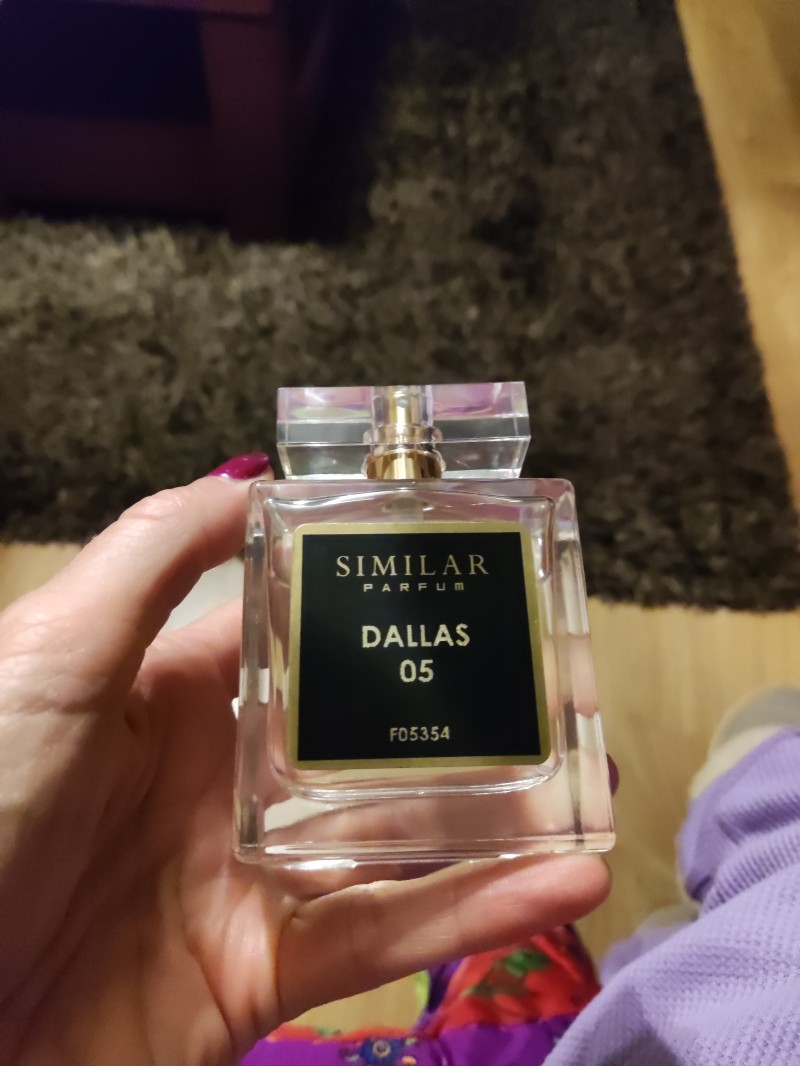 SIMILAR
PARFUM
DALLAS
05
F05354